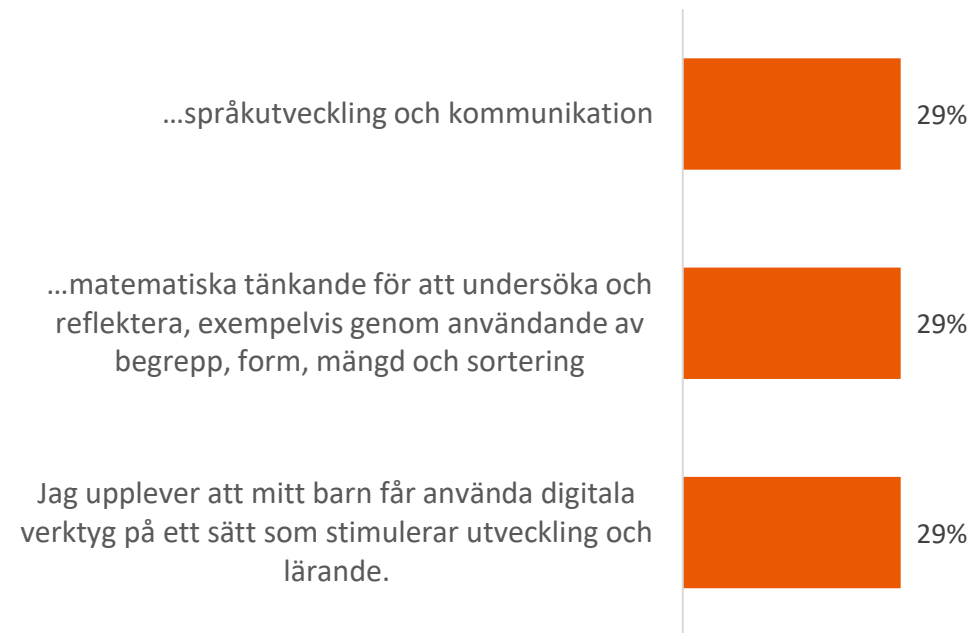 …språkutveckling och kommunikation
29%
…matematiska tänkande för att undersöka och
reflektera, exempelvis genom användande av
begrepp, form, mängd och sortering
29%
Jag upplever att mitt barn får använda digitala
verktyg på ett sätt som stimulerar utveckling och
lärande.
29%